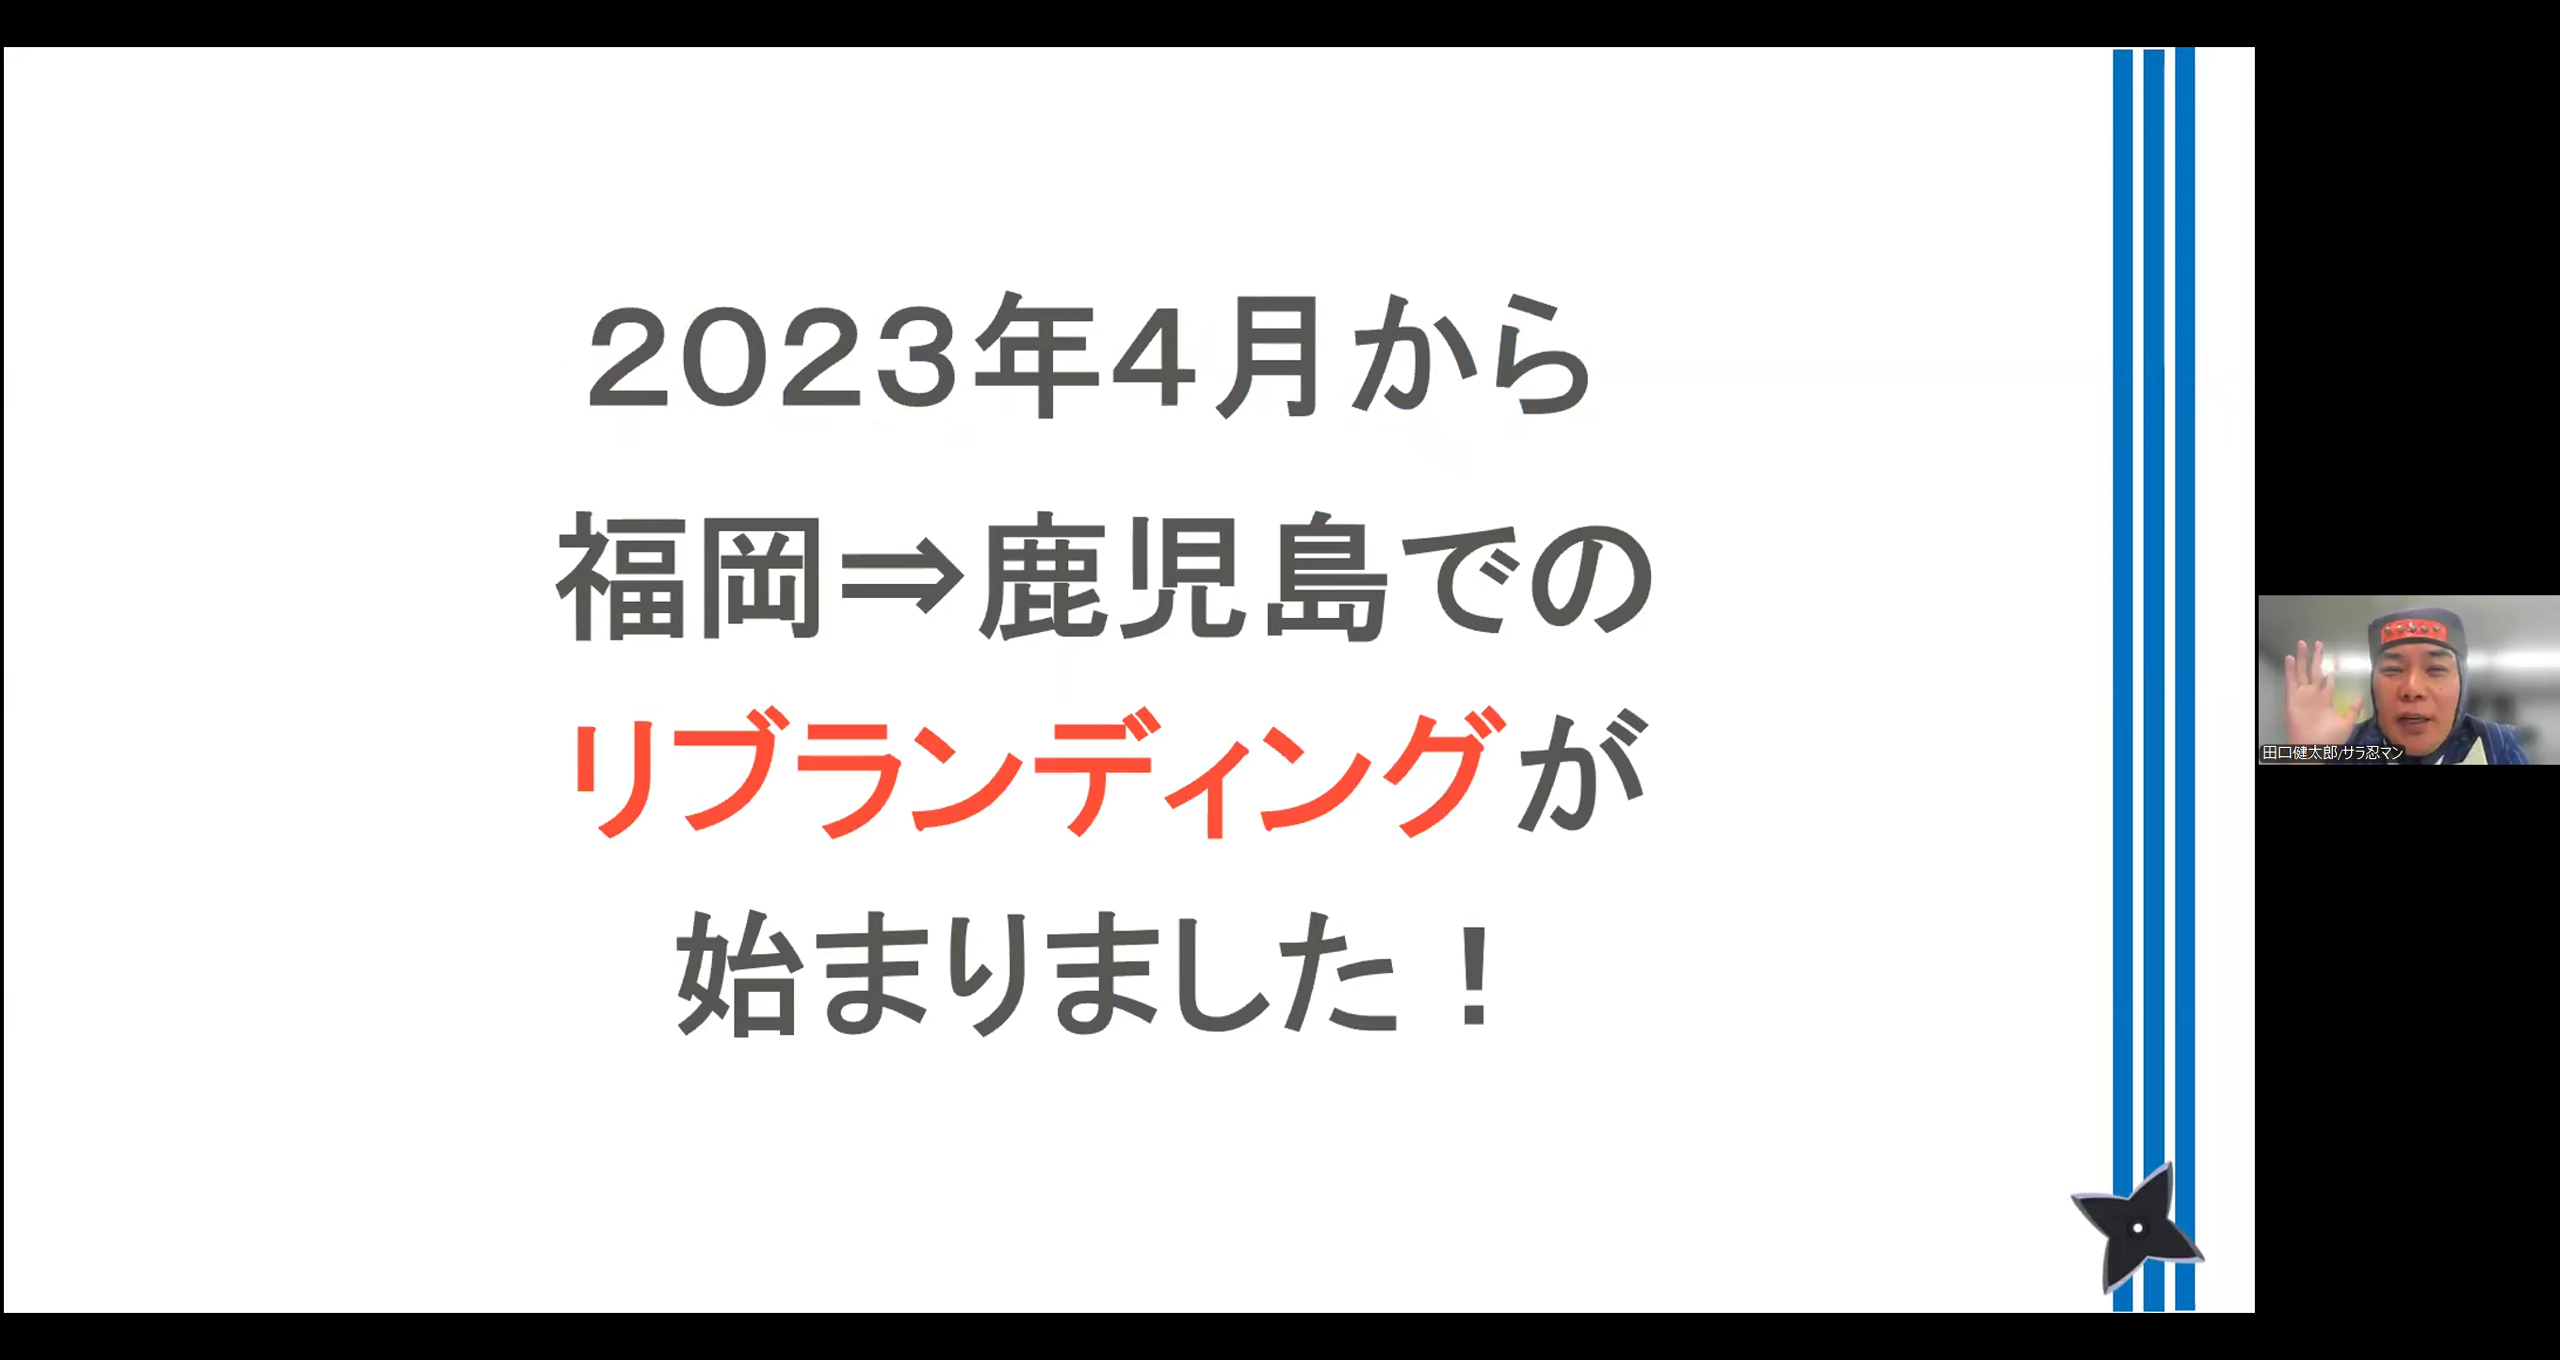 ２０２３年４月から
福岡⇒鹿児島での
リブランディングが
始まりました！
田口健太郎/サラ忍マン